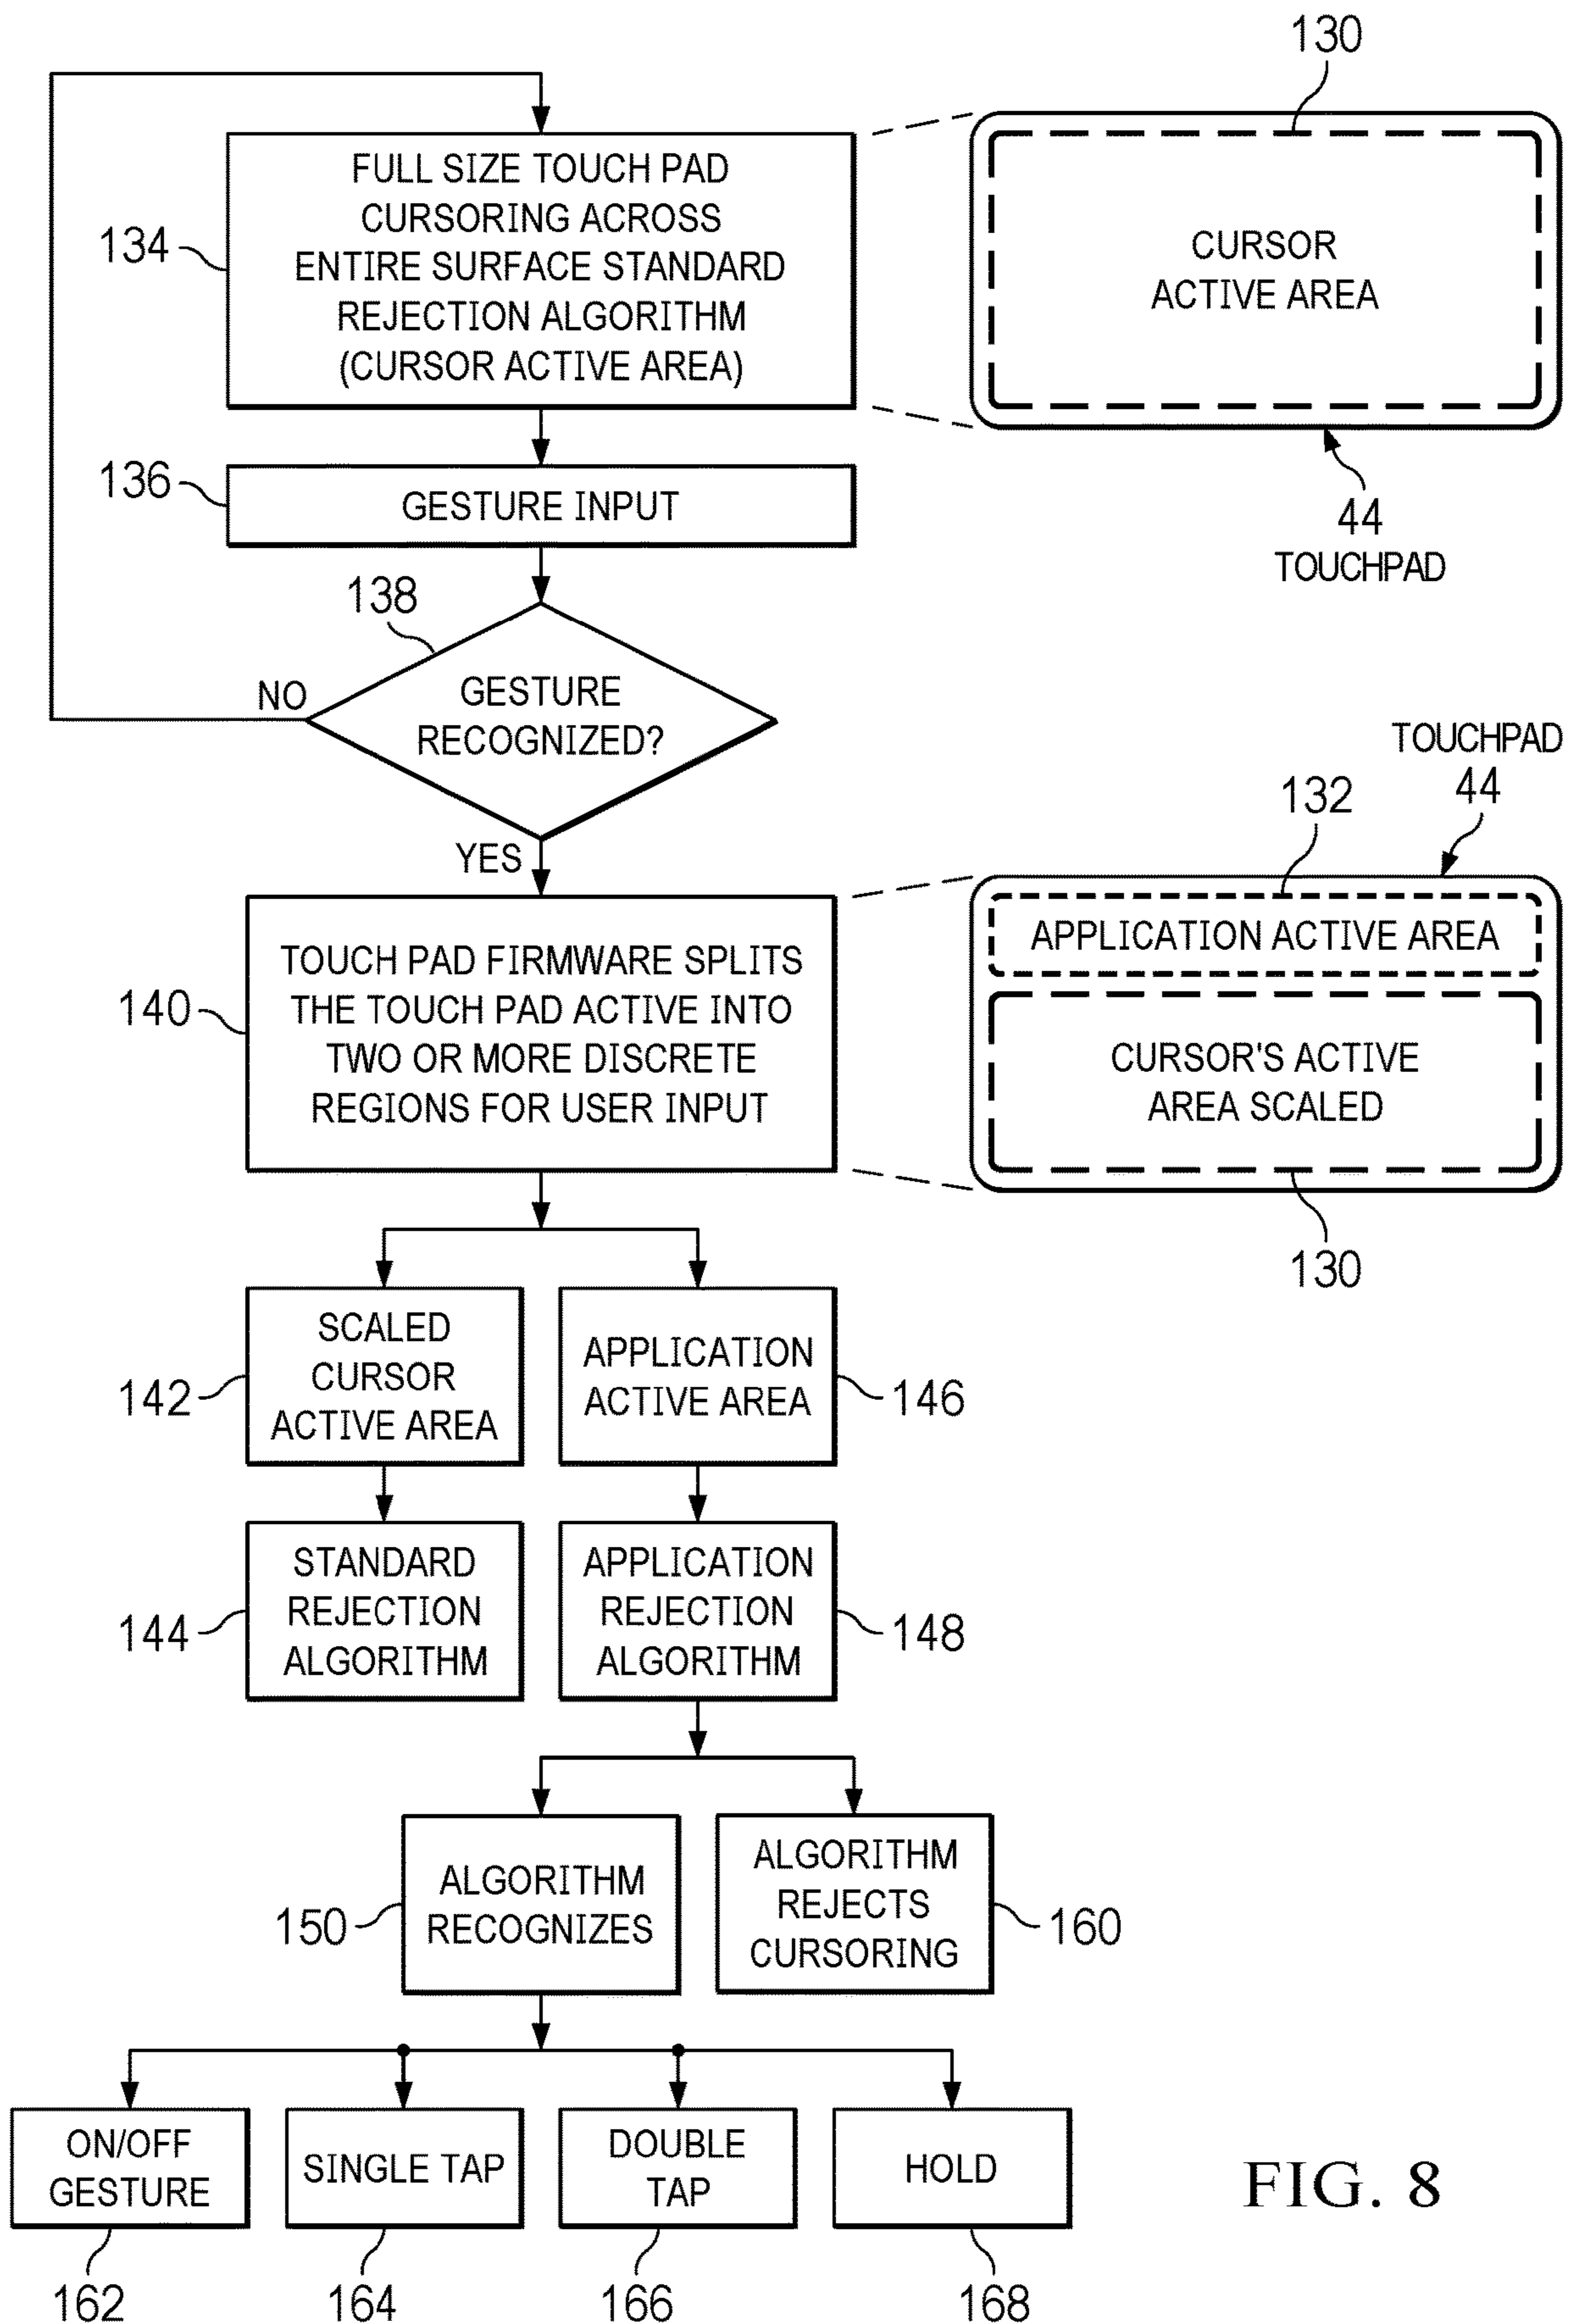 130
FULL SIZE TOUCH PAD
CURSORING ACROSS
ENTIRE SURFACE STANDARD
REJECTION ALGORITHM
(CURSOR ACTIVE AREA)
134
CURSOR
ACTIVE AREA
136
GESTURE INPUT
44
TOUCHPAD
138
NO
GESTURE
RECOGNIZED?
YES
TOUCHPAD
44
132
140
TOUCH PAD FIRMWARE SPLITS
THE TOUCH PAD ACTIVE INTO
TWO OR MORE DISCRETE
REGIONS FOR USER INPUT
APPLICATION ACTIVE AREA
CURSOR'S ACTIVE
AREA SCALED
130
142
SCALED
CURSOR
ACTIVE AREA
APPLICATION
ACTIVE AREA
146
144
STANDARD
REJECTION
ALGORITHM
APPLICATION
REJECTION
ALGORITHM
148
150
ALGORITHM
RECOGNIZES
ALGORITHM
REJECTS
CURSORING
160
ON/OFF
GESTURE
SINGLE TAP
DOUBLE
TAP
HOLD
162
164
166
168
FIG. 8